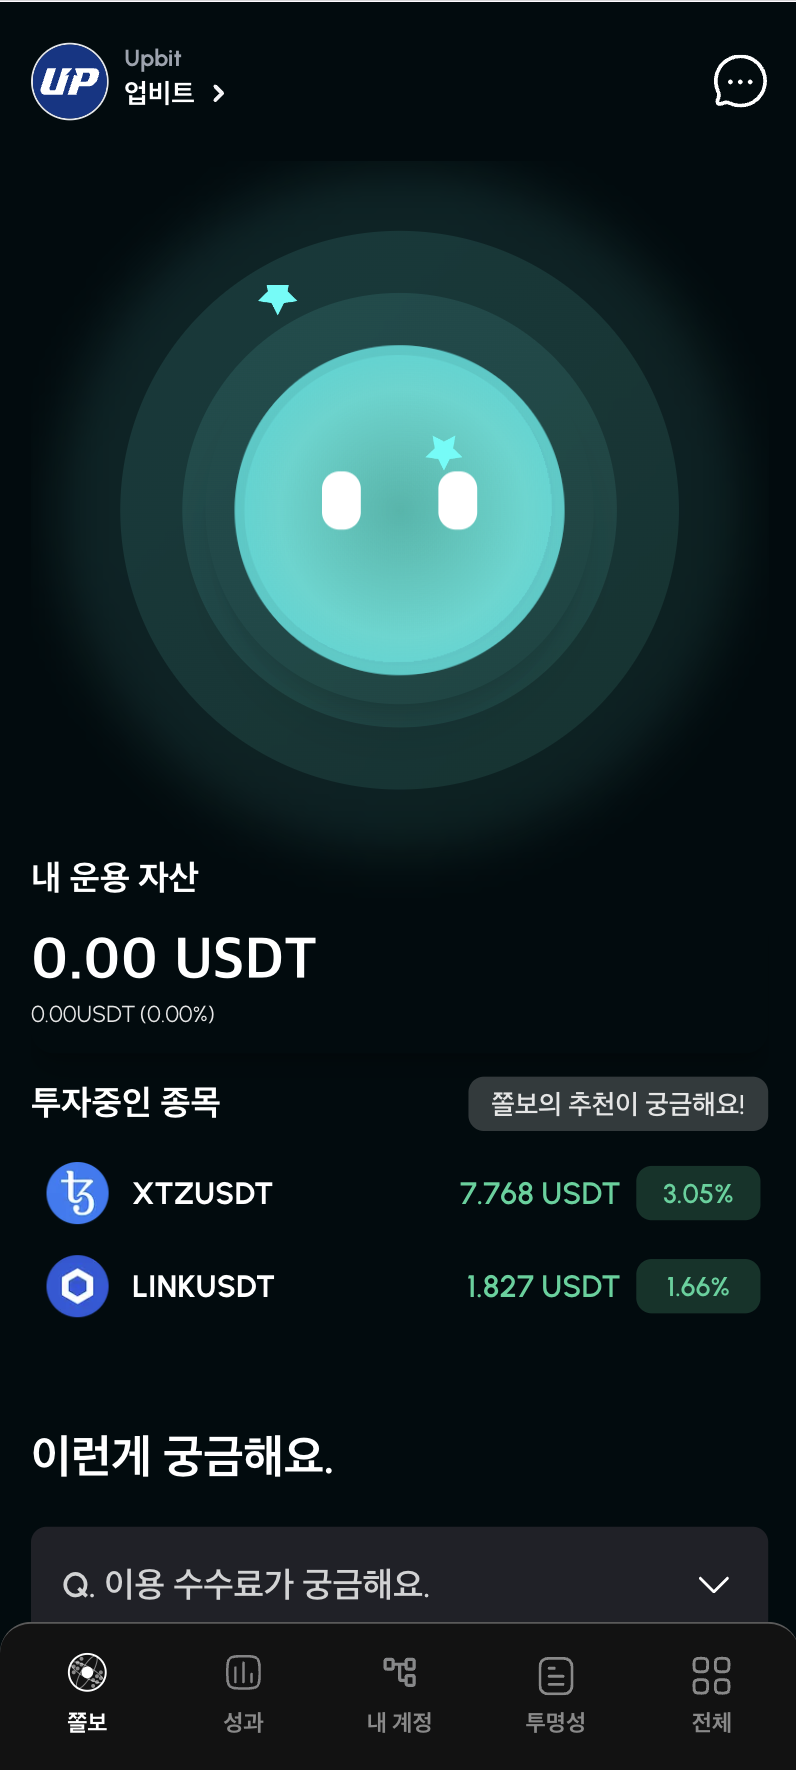 UP
Upbit
업비트
내 운용 자산
0.00 USDT
0.00USDT (0.00%)
투자중인 종목
쫄보의 추천이 궁금해요!
XTZUSDT 7.768 USDT 3.05%
LINKUSDT 1.827 USDT 1.66%
이런게 궁금해요.
Q. 이용 수수료가 궁금해요.
쫄보 성과 내 계정 투명성 전체